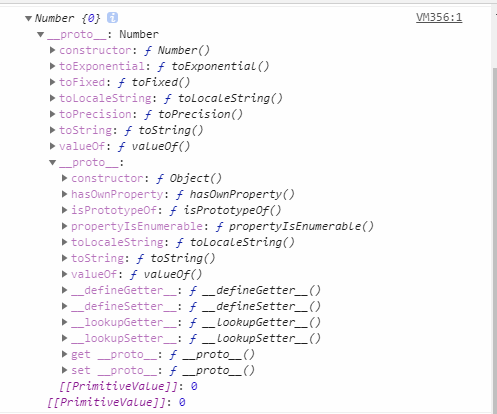 ▼ Number {0} i VM356:1
▼ __proto__: Number
▶ constructor: ƒ Number()
▶ toExponential: ƒ toExponential()
▶ toFixed: ƒ toFixed()
▶ toLocaleString: ƒ toLocaleString()
▶ toPrecision: ƒ toPrecision()
▶ toString: ƒ toString()
▶ valueOf: ƒ valueOf()
▼ __proto__:
▶ constructor: ƒ Object()
▶ hasOwnProperty: ƒ hasOwnProperty()
▶ isPrototypeOf: ƒ isPrototypeOf()
▶ propertyIsEnumerable: ƒ propertyIsEnumerable()
▶ toLocaleString: ƒ toLocaleString()
▶ toString: ƒ toString()
▶ valueOf: ƒ valueOf()
▶ __defineGetter__: ƒ __defineGetter__()
▶ __defineSetter__: ƒ __defineSetter__()
▶ __lookupGetter__: ƒ __lookupGetter__()
▶ __lookupSetter__: ƒ __lookupSetter__()
▶ get __proto__: ƒ __proto__()
▶ set __proto__: ƒ __proto__()
[[PrimitiveValue]]: 0
[[PrimitiveValue]]: 0